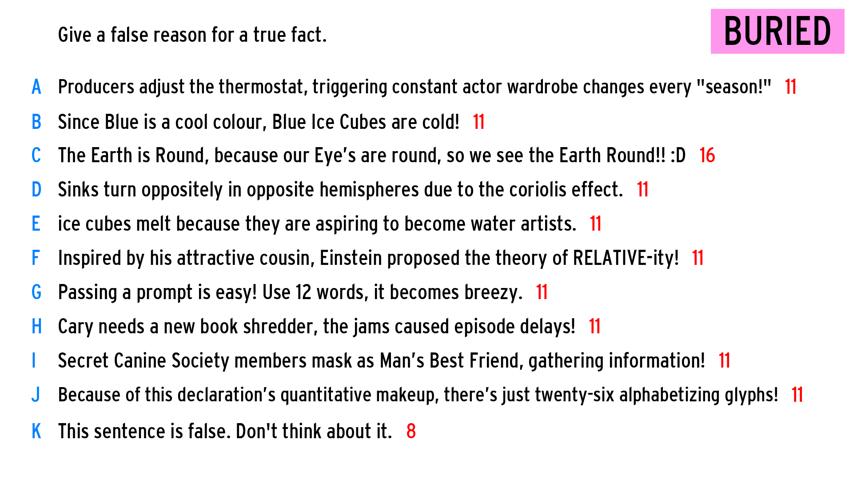 Give a false reason for a true fact.
BURIED
A Producers adjust the thermostat, triggering constant actor wardrobe changes every "season!" 11
B Since Blue is a cool colour, Blue Ice Cubes are cold! 11
C The Earth is Round, because our Eye's are round, so we see the Earth Round!! :D 16
D Sinks turn oppositely in opposite hemispheres due to the coriolis effect. 11
E ice cubes melt because they are aspiring to become water artists. 11
F Inspired by his attractive cousin, Einstein proposed the theory of RELATIVE-ity! 11
G Passing a prompt is easy! Use 12 words, it becomes breezy. 11
H Cary needs a new book shredder, the jams caused episode delays! 11
I Secret Canine Society members mask as Man's Best Friend, gathering information! 11
J Because of this declaration's quantitative makeup, there's just twenty-six alphabetizing glyphs! 11
K This sentence is false. Don't think about it. 8